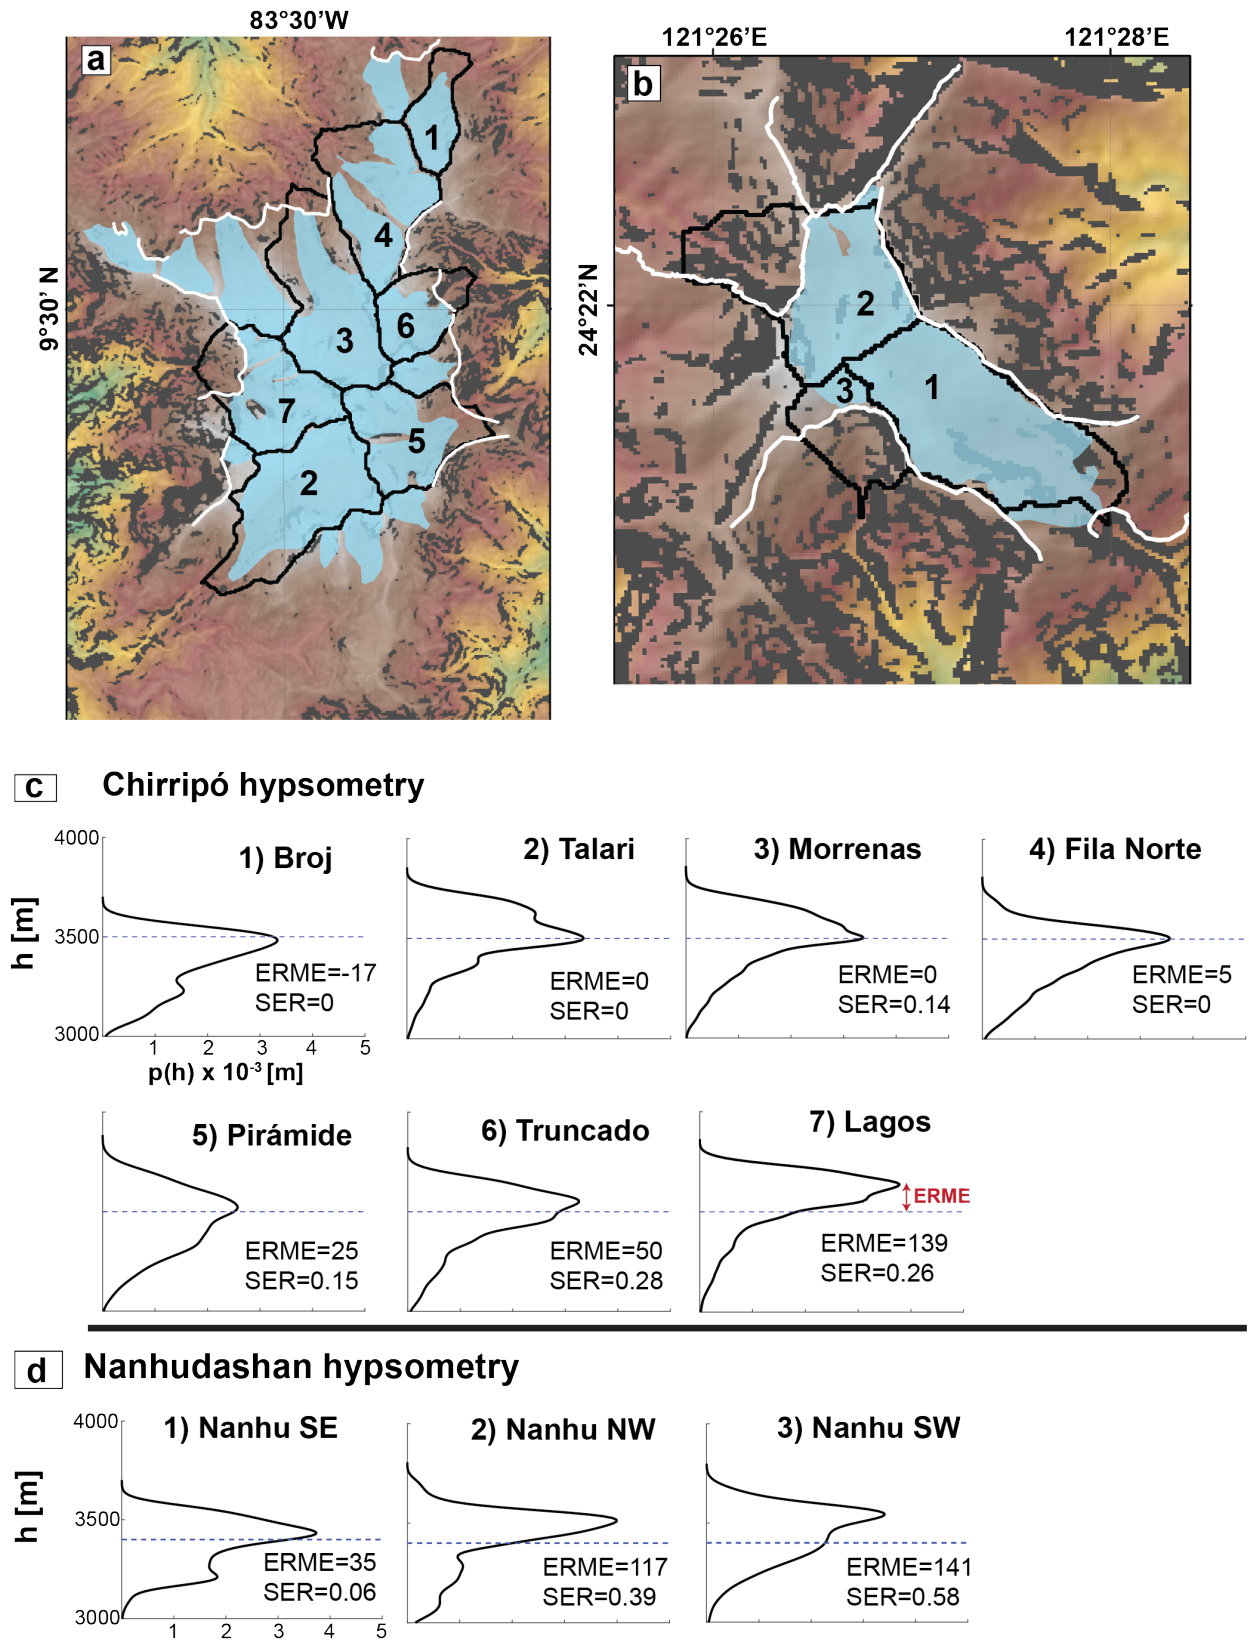 83°30’W
a
9°30’ N
1
4
6
3
7
5
2
121°26’E
121°28’E
b
24°22’N
2
3
1
c
Chirripó hypsometry
h [m]
4000
3500
3000
1) Broj
ERME=-17
SER=0
1 2 3 4 5
p(h) x 10⁻³ [m]
2) Talari
ERME=0
SER=0
3) Morrenas
ERME=0
SER=0.14
4) Fila Norte
ERME=5
SER=0
5) Pirámide
ERME=25
SER=0.15
6) Truncado
ERME=50
SER=0.28
7) Lagos
ERME
ERME=139
SER=0.26
d
Nanhudashan hypsometry
h [m]
4000
3500
3000
1) Nanhu SE
ERME=35
SER=0.06
1 2 3 4 5
2) Nanhu NW
ERME=117
SER=0.39
3) Nanhu SW
ERME=141
SER=0.58